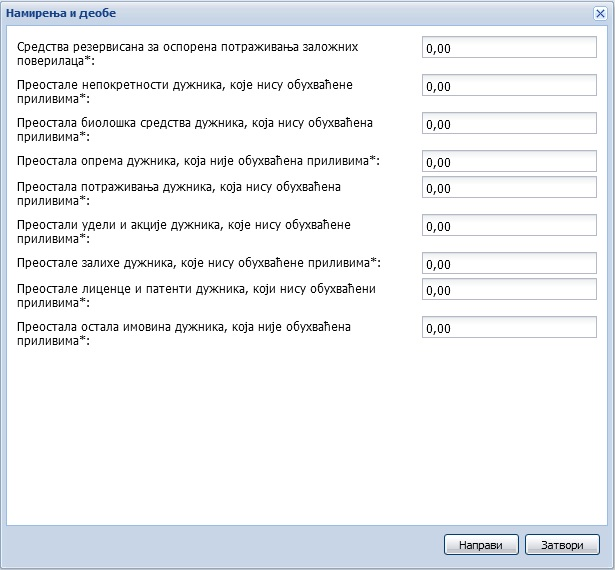 Намирења и деобе
Средства резервисана за оспорена потраживања заложних
поверилаца*:
0,00
Преостале непокретности дужника, које нису обухваћене
приливима*:
0,00
Преостала биолошка средства дужника, која нису обухваћена
приливима*:
0,00
Преостала опрема дужника, која није обухваћена приливима*:
0,00
Преостала потраживања дужника, која нису обухваћена
приливима*:
0,00
Преостали удели и акције дужника, које нису обухваћене
приливима*:
0,00
Преостале залихе дужника, које нису обухваћене приливима*:
0,00
Преостале лиценце и патенти дужника, који нису обухваћени
приливима*:
0,00
Преостала остала имовина дужника, која није обухваћена
приливима*:
0,00
Направи
Затвори